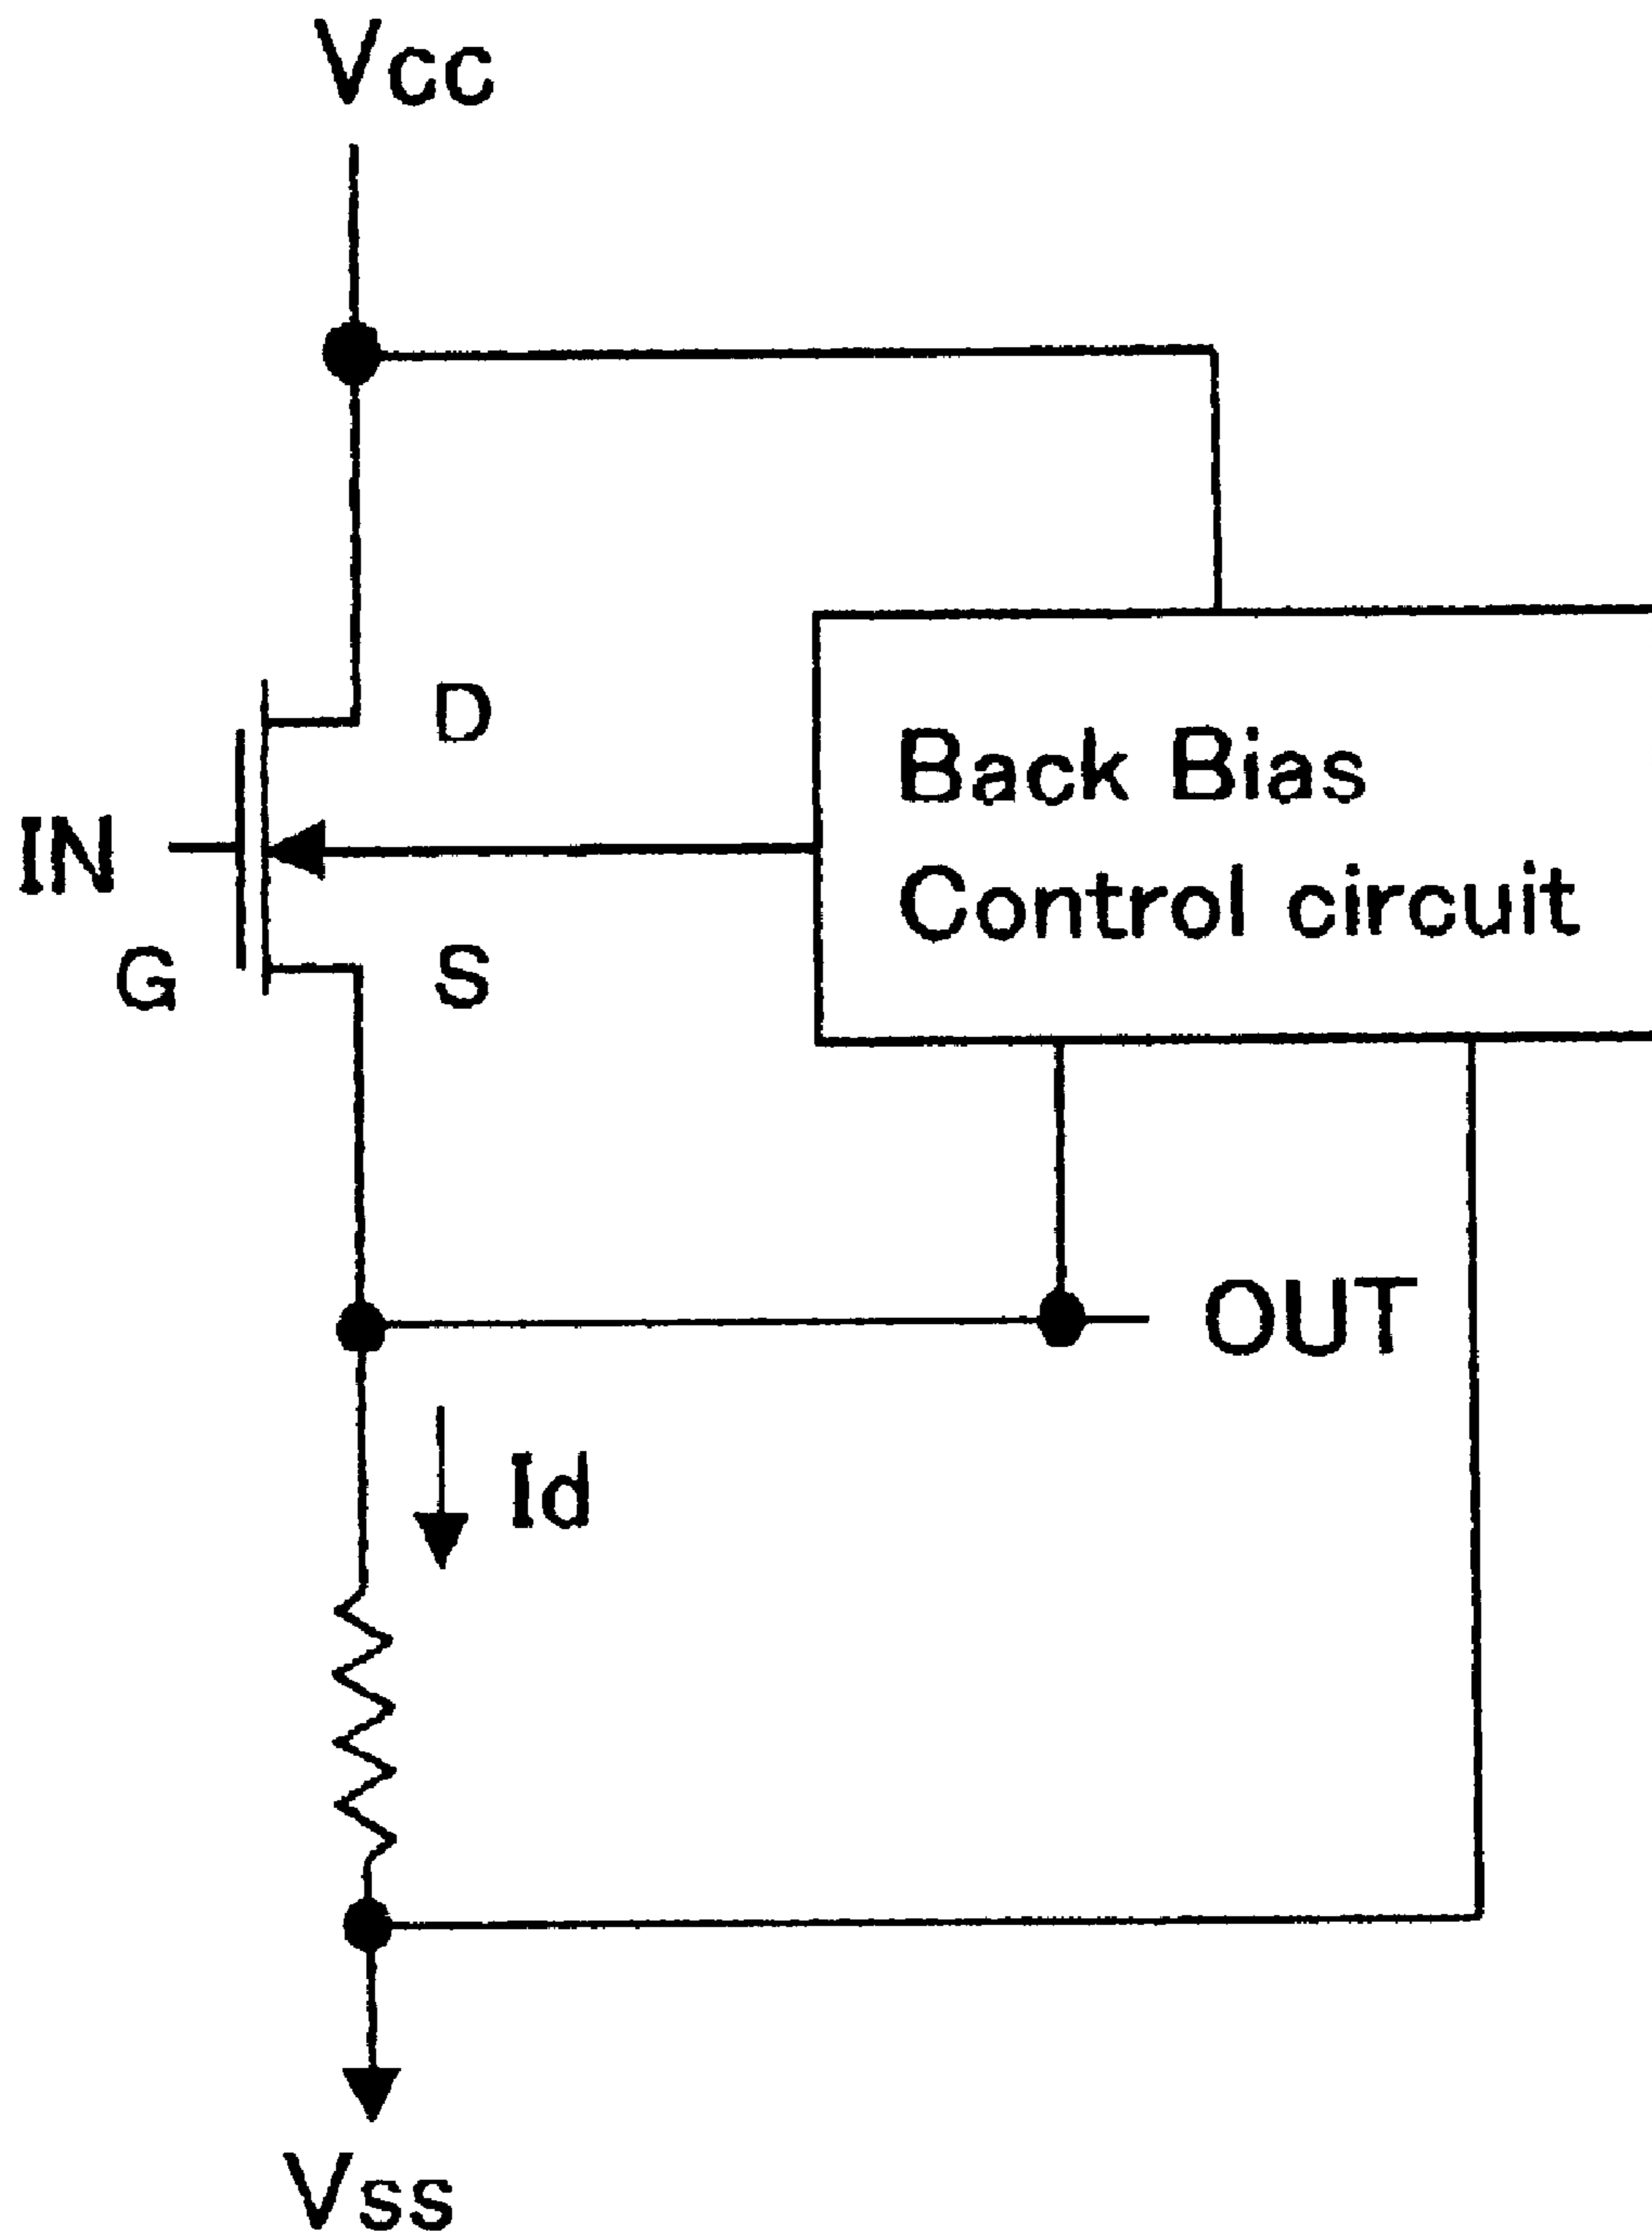 Vcc
D
Back Bias
IN
Control circuit
G
S
OUT
Id
Vss